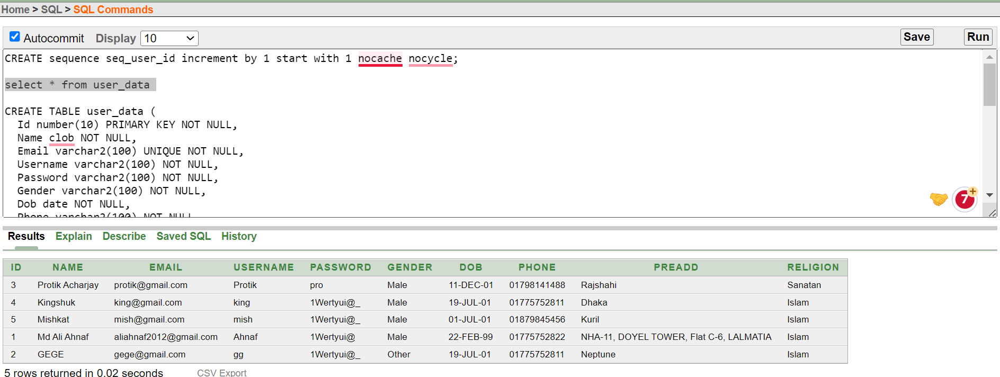 Home > SQL > SQL Commands
Autocommit Display 10 Save Run
CREATE sequence seq_user_id increment by 1 start with 1 nocache nocycle;
select * from user_data
CREATE TABLE user_data (
Id number(10) PRIMARY KEY NOT NULL,
Name clob NOT NULL,
Email varchar2(100) UNIQUE NOT NULL,
Username varchar2(100) NOT NULL,
Password varchar2(100) NOT NULL,
Gender varchar2(100) NOT NULL,
Dob date NOT NULL,
Phone varchar2(100) NOT NULL
7+
Results Explain Describe Saved SQL History
ID NAME EMAIL USERNAME PASSWORD GENDER DOB PHONE PREADD RELIGION
3 Protik Acharjay protik@gmail.com Protik pro Male 11-DEC-01 01798141488 Rajshahi Sanatan
4 Kingshuk king@gmail.com king 1Wertyui@_ Male 19-JUL-01 01775752811 Dhaka Islam
5 Mishkat mish@gmail.com mish 1Wertyui@_ Male 01-JUL-01 01879845456 Kuril Islam
1 Md Ali Ahnaf aliahnaf2012@gmail.com Ahnaf 1Wertyui@ Male 22-FEB-99 01775752822 NHA-11, DOYEL TOWER, Flat C-6, LALMATIA Islam
2 GEGE gege@gmail.com gg 1Wertyui@_ Other 19-JUL-01 01775752811 Neptune Islam
5 rows returned in 0.02 seconds CSV Export